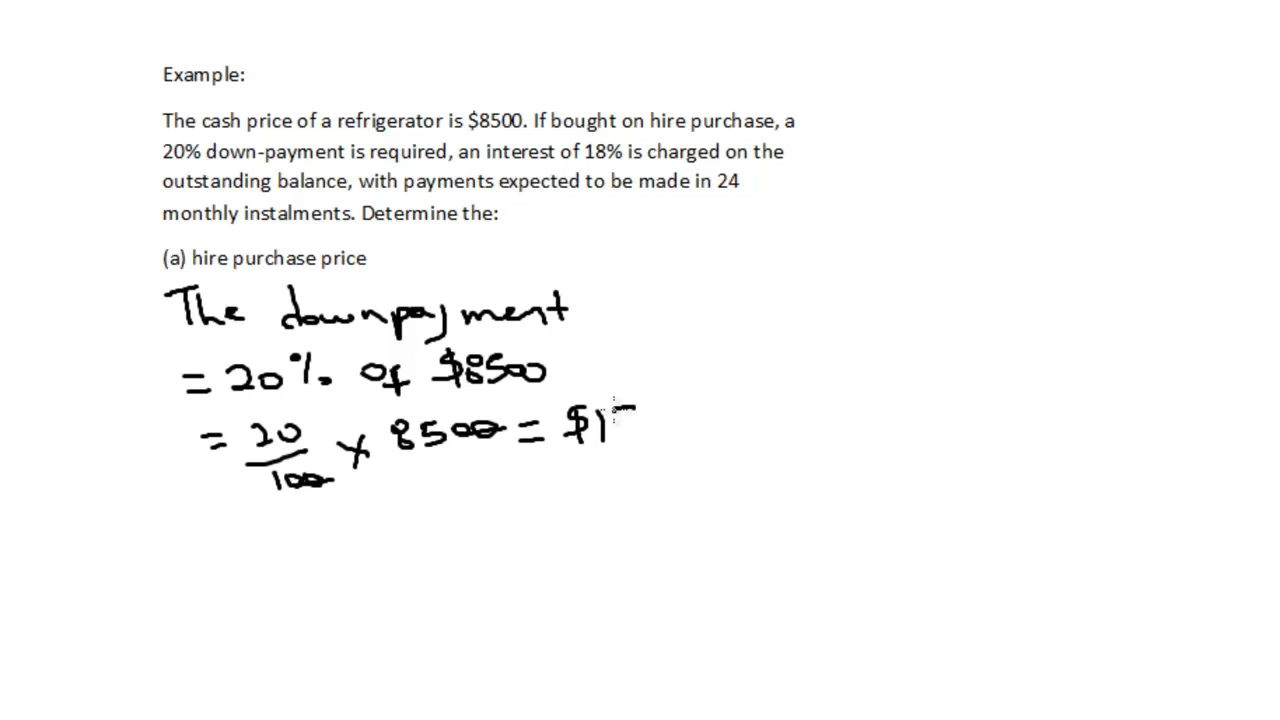 Example:
The cash price of a refrigerator is $8500. If bought on hire purchase, a
20% down-payment is required, an interest of 18% is charged on the
outstanding balance, with payments expected to be made in 24
monthly instalments. Determine the:
(a) hire purchase price
The downpayment
= 20% of $8500
= 20/100 × 8500 = $1